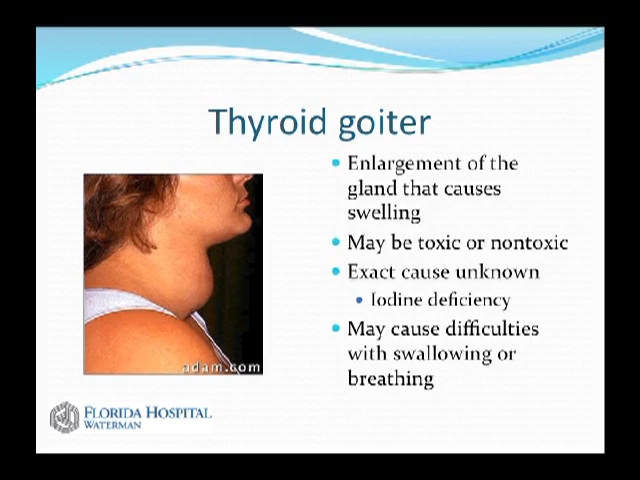 Thyroid goiter
Enlargement of the
gland that causes
swelling
May be toxic or nontoxic
Exact cause unknown
Iodine deficiency
May cause difficulties
with swallowing or
breathing
adam.com
FLORIDA HOSPITAL
WATERMAN